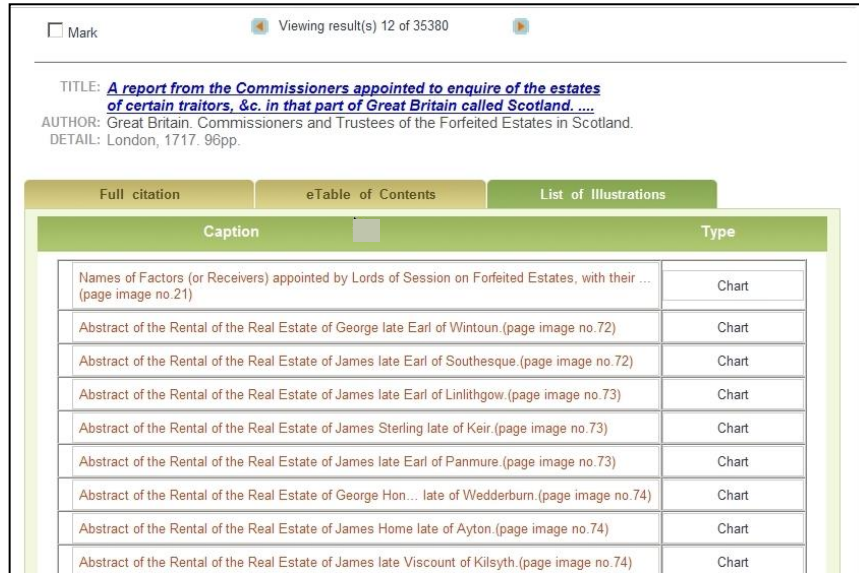 Mark
Viewing result(s) 12 of 35380
TITLE: A report from the Commissioners appointed to enquire of the estates
of certain traitors, &c. in that part of Great Britain called Scotland. ....
AUTHOR: Great Britain. Commissioners and Trustees of the Forfeited Estates in Scotland.
DETAIL: London, 1717. 96pp.
Full citation eTable of Contents List of Illustrations
Caption Type
Names of Factors (or Receivers) appointed by Lords of Session on Forfeited Estates, with their ...
(page image no.21) Chart
Abstract of the Rental of the Real Estate of George late Earl of Wintoun.(page image no.72) Chart
Abstract of the Rental of the Real Estate of James late Earl of Southesque.(page image no.72) Chart
Abstract of the Rental of the Real Estate of James late Earl of Linlithgow.(page image no.73) Chart
Abstract of the Rental of the Real Estate of James Sterling late of Keir.(page image no.73) Chart
Abstract of the Rental of the Real Estate of James late Earl of Panmure.(page image no.73) Chart
Abstract of the Rental of the Real Estate of George Hon... late of Wedderburn.(page image no.74) Chart
Abstract of the Rental of the Real Estate of James Home late of Ayton.(page image no.74) Chart
Abstract of the Rental of the Real Estate of James late Viscount of Kilsyth.(page image no.74) Chart